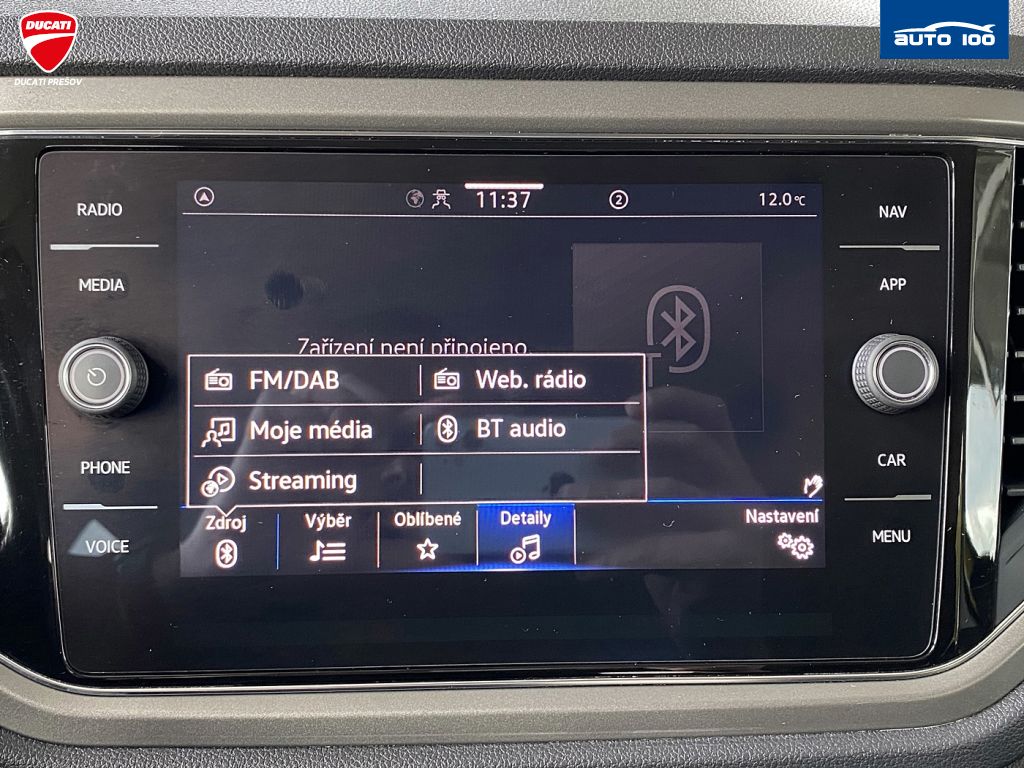 DUCATI
DUCATI PREŠOV
AUTO 100
RADIO
MEDIA
PHONE
VOICE
11:37
2
12.0°C
Zařízení není připojeno.
FM/DAB
Web. rádio
Moje média
BT audio
Streaming
Zdroj
Výběr
Oblíbené
Detaily
Nastavení
NAV
APP
CAR
MENU